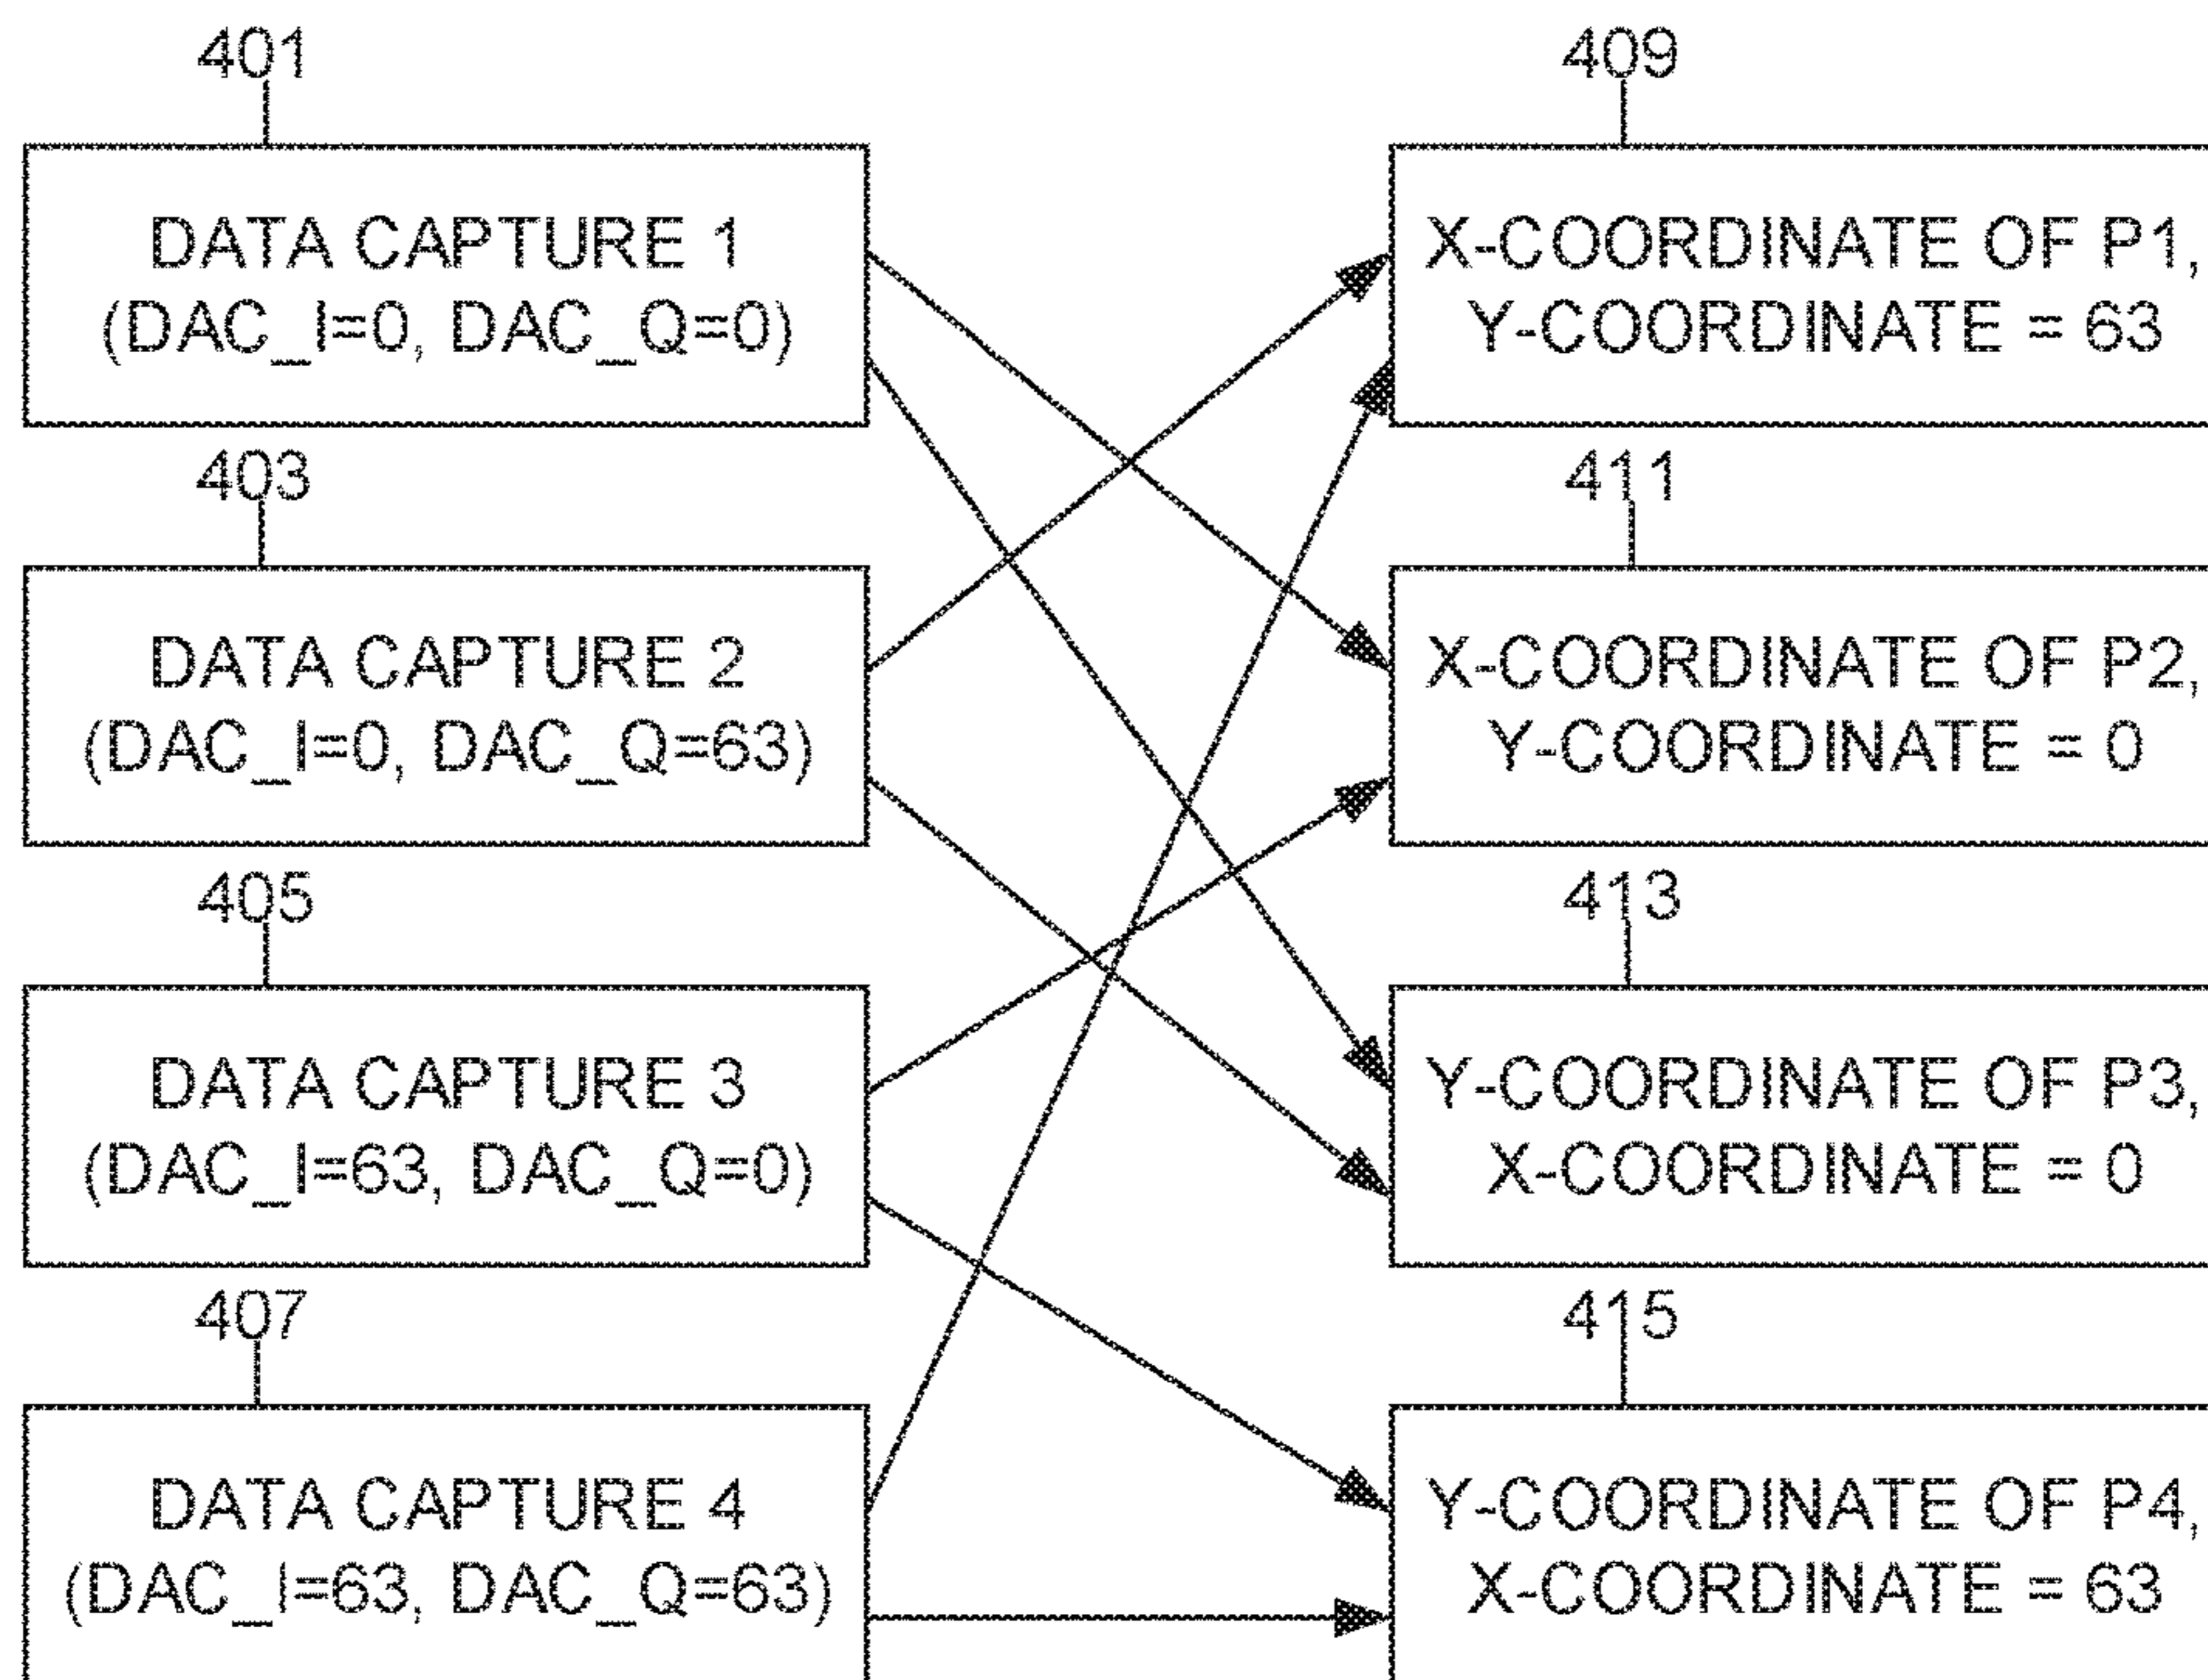 401
DATA CAPTURE 1
(DAC_I=0, DAC_Q=0)
403
DATA CAPTURE 2
(DAC_I=0, DAC_Q=63)
405
DATA CAPTURE 3
(DAC_I=63, DAC_Q=0)
407
DATA CAPTURE 4
(DAC_I=63, DAC_Q=63)
409
X-COORDINATE OF P1,
Y-COORDINATE = 63
411
X-COORDINATE OF P2,
Y-COORDINATE = 0
413
Y-COORDINATE OF P3,
X-COORDINATE = 0
415
Y-COORDINATE OF P4,
X-COORDINATE = 63